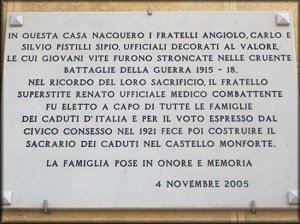 IN QUESTA CASA NACQUERO I FRATELLI ANGIOLO, CARLO E
SILVIO PISTILLI SIPIO, UFFICIALI DECORATI AL VALORE,
LE CUI GIOVANI VITE FURONO STRONCATE NELLE CRUENTE
BATTAGLIE DELLA GUERRA 1915 - 18.
NEL RICORDO DEL LORO SACRIFICIO, IL FRATELLO
SUPERSTITE RENATO UFFICIALE MEDICO COMBATTENTE
FU ELETTO A CAPO DI TUTTE LE FAMIGLIE
DEI CADUTI D'ITALIA E PER IL VOTO ESPRESSO DAL
CIVICO CONSESSO NEL 1921 FECE POI COSTRUIRE IL
SACRARIO DEI CADUTI NEL CASTELLO MONFORTE.
LA FAMIGLIA POSE IN ONORE E MEMORIA
4 NOVEMBRE 2005